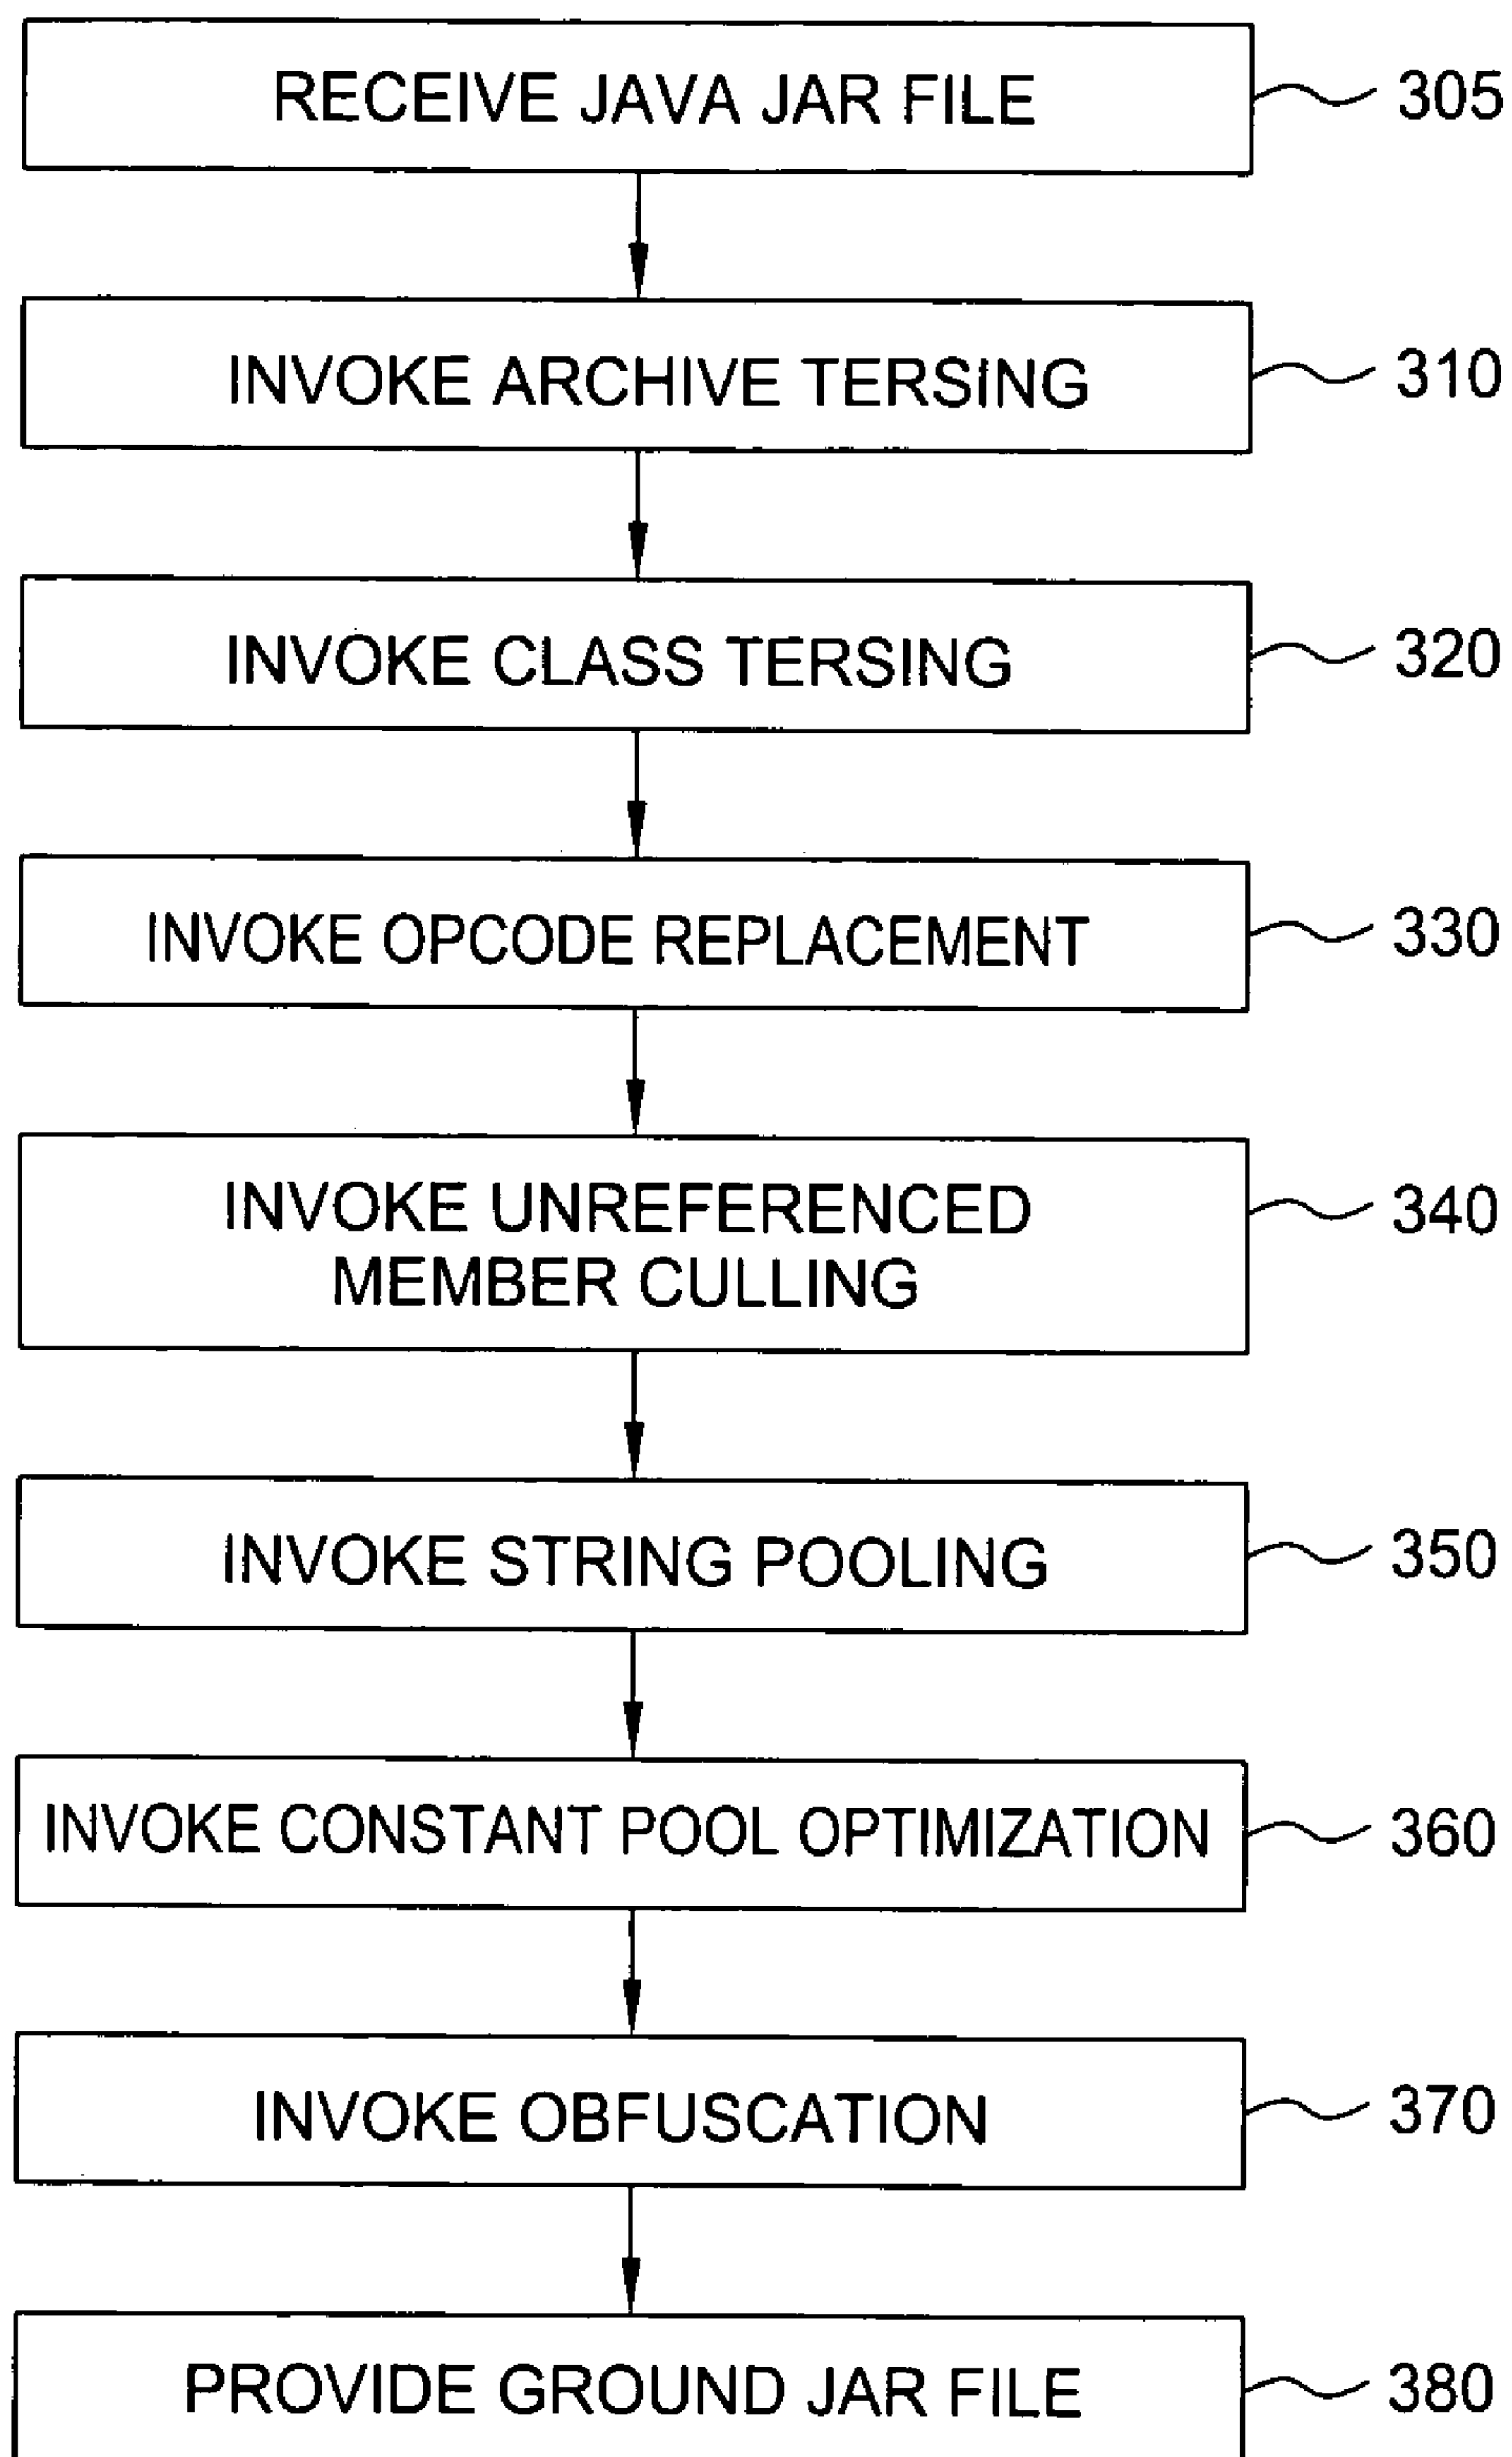 RECEIVE JAVA JAR FILE 305
INVOKE ARCHIVE TERSING 310
INVOKE CLASS TERSING 320
INVOKE OPCODE REPLACEMENT 330
INVOKE UNREFERENCED 340
MEMBER CULLING
INVOKE STRING POOLING 350
INVOKE CONSTANT POOL OPTIMIZATION 360
INVOKE OBFUSCATION 370
PROVIDE GROUND JAR FILE 380